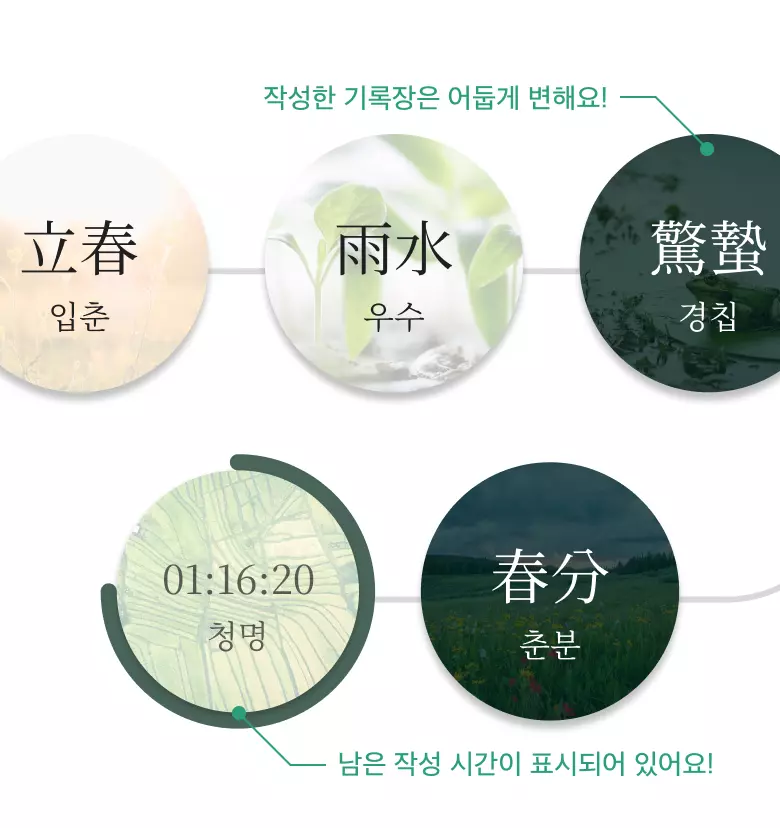 작성한 기록장은 어둡게 변해요!
立春
입춘
雨水
우수
驚蟄
경칩
01:16:20
청명
春分
춘분
남은 작성 시간이 표시되어 있어요!